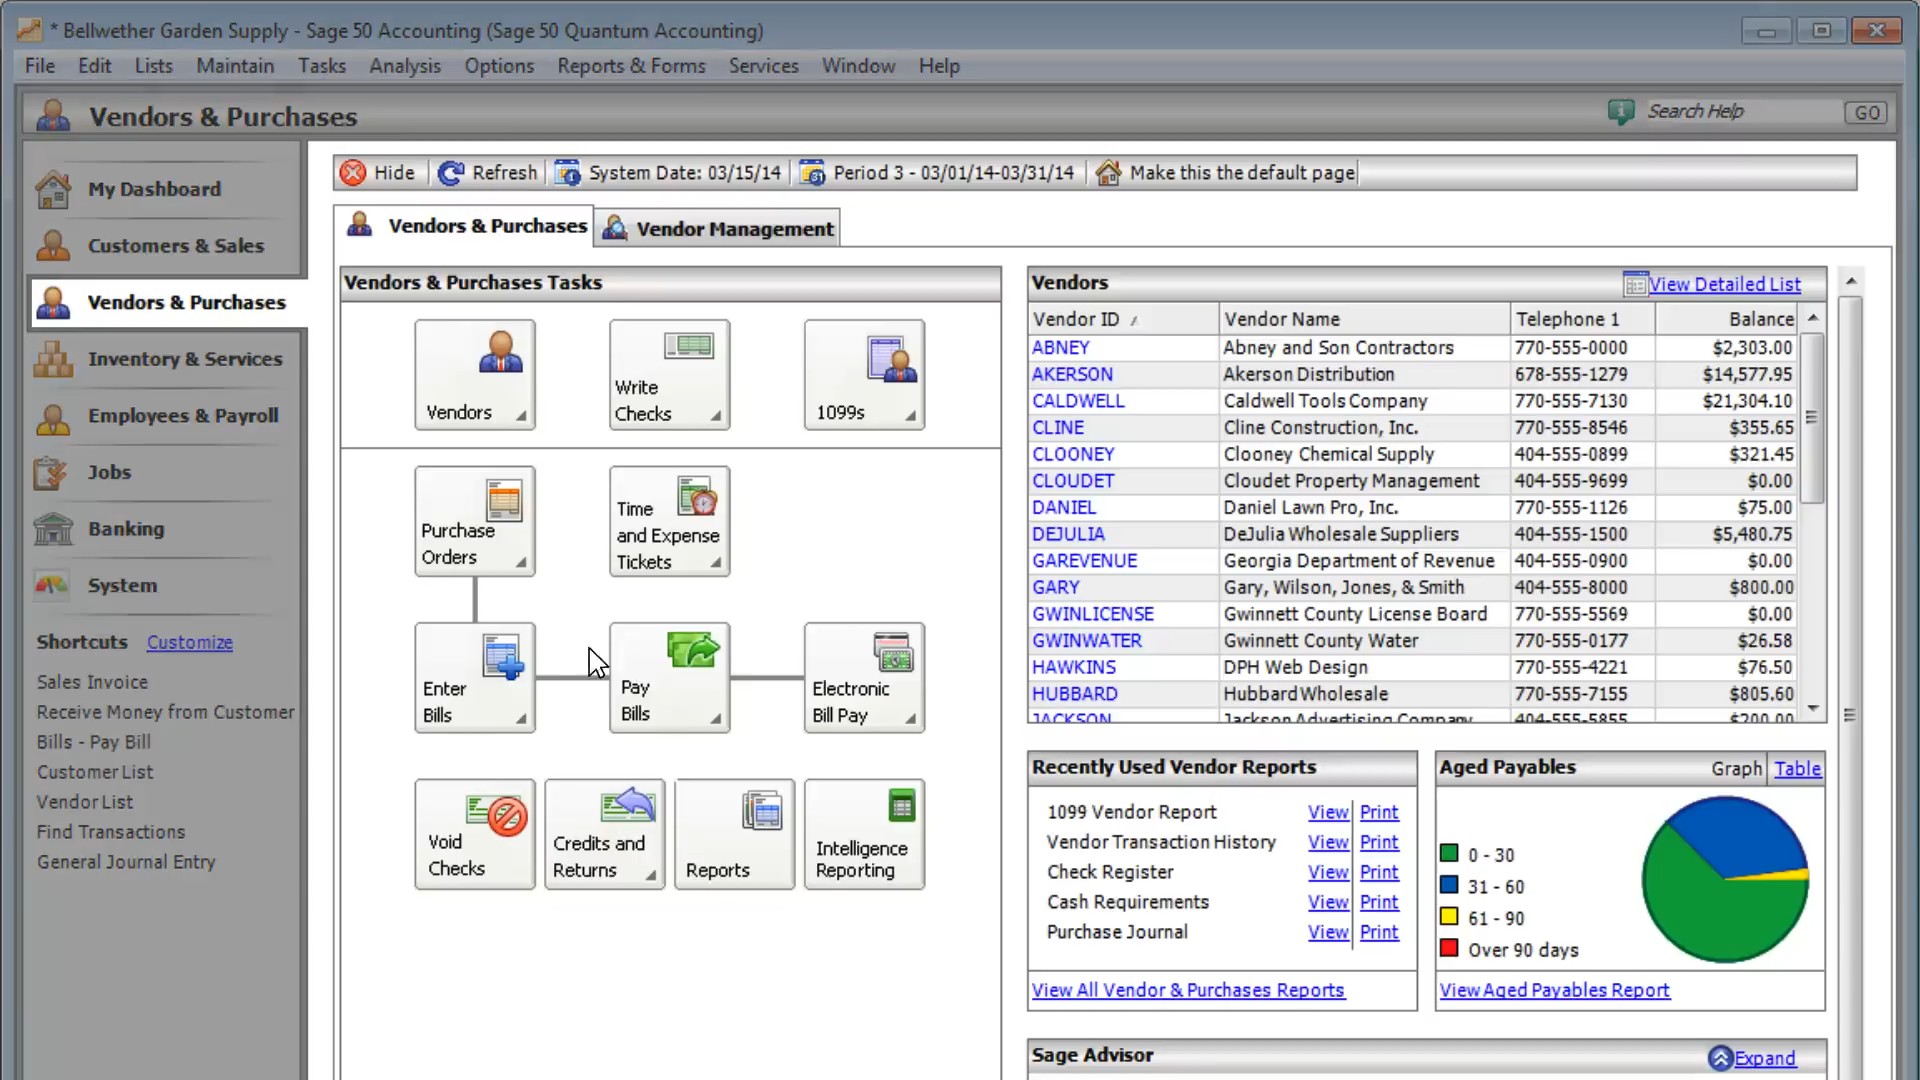 * Bellwether Garden Supply - Sage 50 Accounting (Sage 50 Quantum Accounting)
File Edit Lists Maintain Tasks Analysis Options Reports & Forms Services Window Help
Vendors & Purchases
Search Help GO
My Dashboard
Customers & Sales
Vendors & Purchases
Inventory & Services
Employees & Payroll
Jobs
Banking
System
Shortcuts Customize
Sales Invoice
Receive Money from Customer
Bills - Pay Bill
Customer List
Vendor List
Find Transactions
General Journal Entry
Hide Refresh System Date: 03/15/14 Period 3 - 03/01/14-03/31/14 Make this the default page
Vendors & Purchases Vendor Management
Vendors & Purchases Tasks
Vendors
Write
Checks
1099s
Purchase
Orders
Time
and Expense
Tickets
Enter
Bills
Pay
Bills
Electronic
Bill Pay
Void
Checks
Credits and
Returns
Reports
Intelligence
Reporting
Vendors View Detailed List
Vendor ID Vendor Name Telephone 1 Balance
ABNEY Abney and Son Contractors 770-555-0000 $2,303.00
AKERSON Akerson Distribution 678-555-1279 $14,577.95
CALDWELL Caldwell Tools Company 770-555-7130 $21,304.10
CLINE Cline Construction, Inc. 770-555-8546 $355.65
CLOONEY Clooney Chemical Supply 404-555-0899 $321.45
CLOUDET Cloudet Property Management 404-555-9699 $0.00
DANIEL Daniel Lawn Pro, Inc. 770-555-1126 $75.00
DEJULIA DeJulia Wholesale Suppliers 404-555-1500 $5,480.75
GAREVENUE Georgia Department of Revenue 404-555-0900 $0.00
GARY Gary, Wilson, Jones, & Smith 404-555-8000 $800.00
GWINLICENSE Gwinnett County License Board 770-555-5569 $0.00
GWINWATER Gwinnett County Water 770-555-0177 $26.58
HAWKINS DPH Web Design 770-555-4221 $76.50
HUBBARD Hubbard Wholesale 770-555-7155 $805.60
JACKSON Jackson Advertising Company 404-555-5855 $200.00
Recently Used Vendor Reports
1099 Vendor Report View Print
Vendor Transaction History View Print
Check Register View Print
Cash Requirements View Print
Purchase Journal View Print
View All Vendor & Purchases Reports
Aged Payables Graph Table
0 - 30
31 - 60
61 - 90
Over 90 days
View Aged Payables Report
Sage Advisor Expand